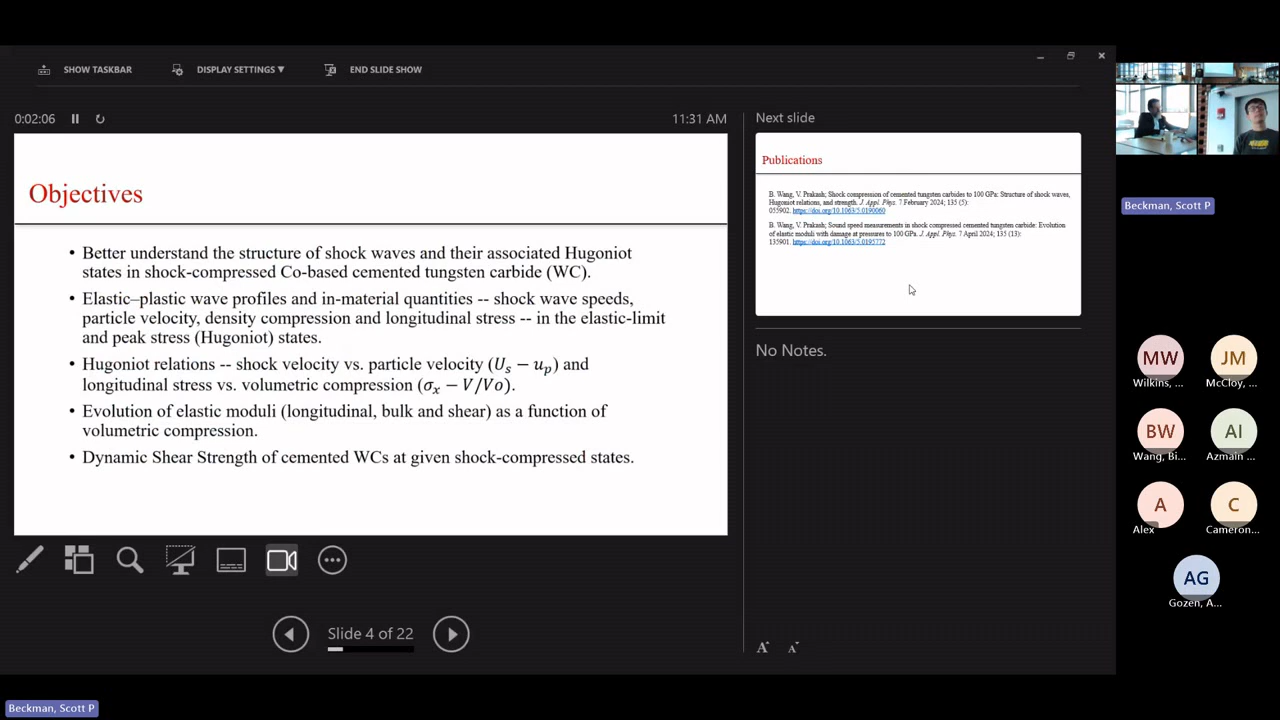 SHOW TASKBAR
DISPLAY SETTINGS ▼
END SLIDE SHOW
0:02:06
11:31 AM
Objectives
• Better understand the structure of shock waves and their associated Hugoniot
states in shock-compressed Co-based cemented tungsten carbide (WC).
• Elastic–plastic wave profiles and in-material quantities -- shock wave speeds,
particle velocity, density compression and longitudinal stress -- in the elastic-limit
and peak stress (Hugoniot) states.
• Hugoniot relations -- shock velocity vs. particle velocity (Uₛ − uₚ) and
longitudinal stress vs. volumetric compression (σₓ − V/Vo).
• Evolution of elastic moduli (longitudinal, bulk and shear) as a function of
volumetric compression.
• Dynamic Shear Strength of cemented WCs at given shock-compressed states.
Slide 4 of 22
Next slide
Publications
B. Wang, V. Prakash; Shock compression of cemented tungsten carbides to 100 GPa: Structure of shock waves,
Hugoniot relations, and strength. J. Appl. Phys. 7 February 2024; 135 (5):
055902. https://doi.org/10.1063/5.0190060
B. Wang, V. Prakash; Sound speed measurements in shock compressed cemented tungsten carbide: Evolution
of elastic moduli with damage at pressures to 100 GPa. J. Appl. Phys. 7 April 2024; 135 (13):
135901. https://doi.org/10.1063/5.0195772
No Notes.
A A
Beckman, Scott P
MW
Wilkins, ...
JM
McCloy, ...
BW
Wang, Bi...
AI
Azmain ...
A
Alex
C
Cameron...
AG
Gozen, A...
Beckman, Scott P